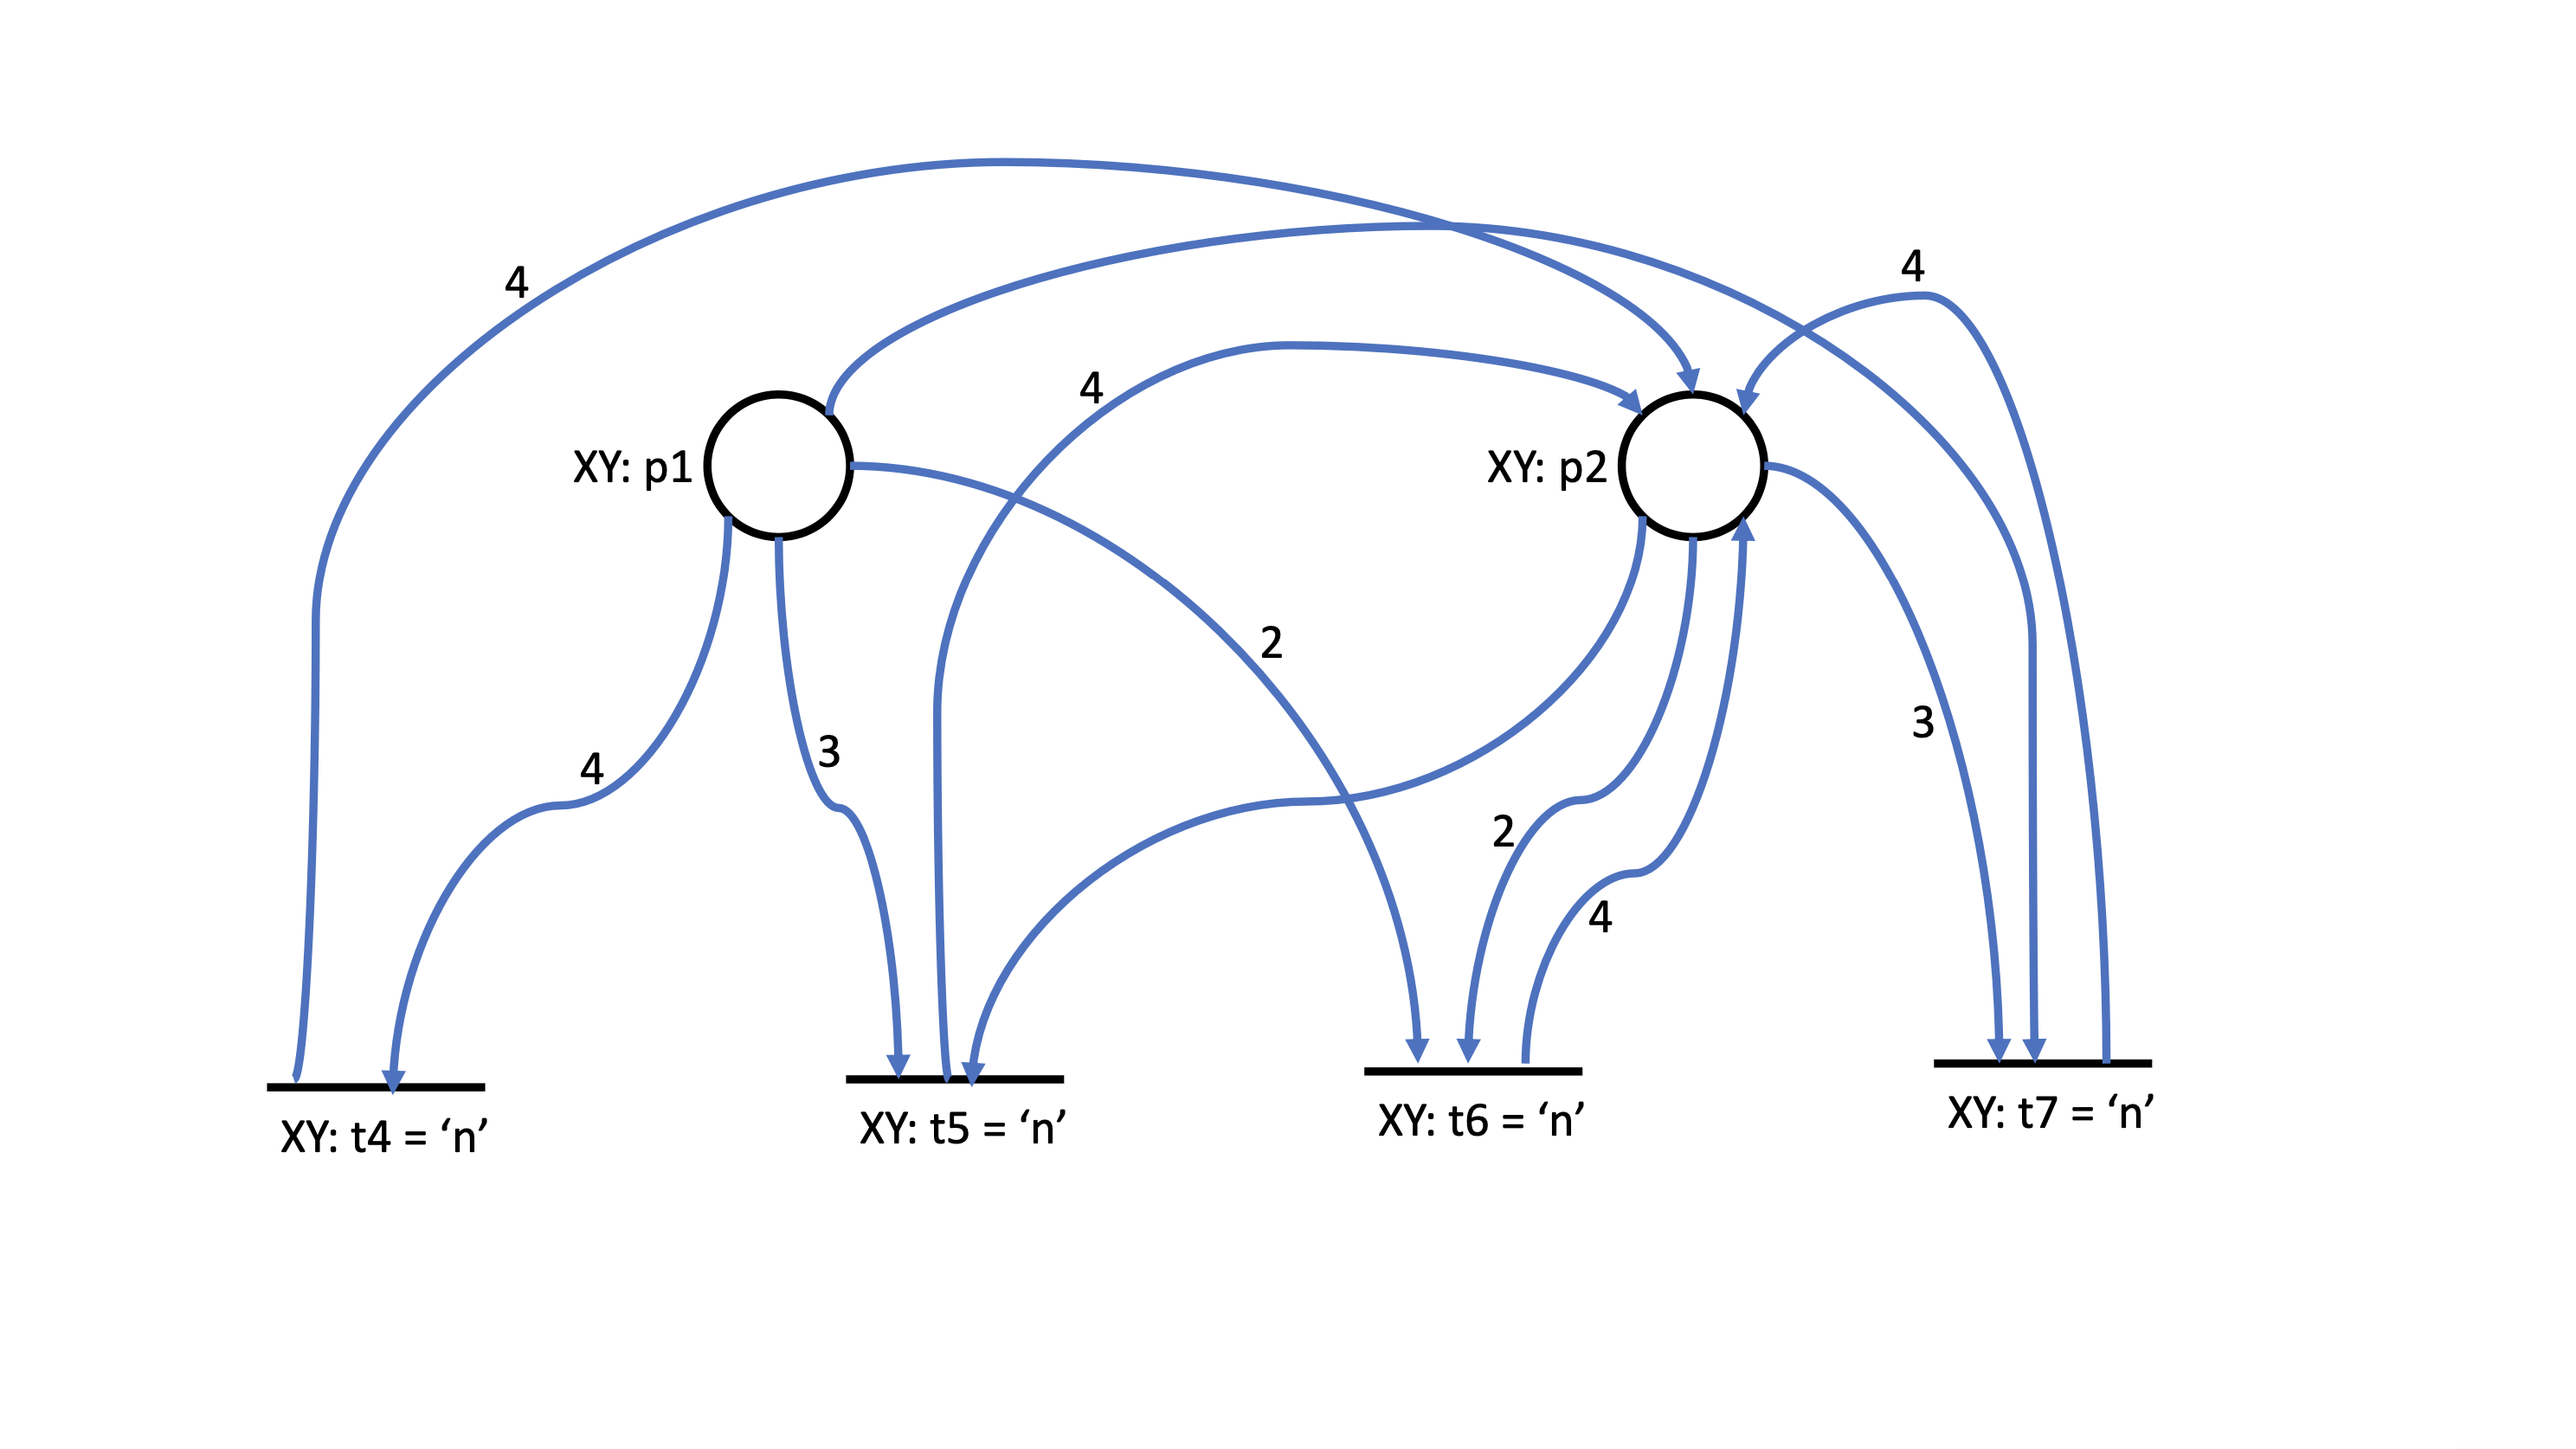 4
4
4
XY: p1
XY: p2
2
3
3
4
2
4
XY: t4 = ‘n’
XY: t5 = ‘n’
XY: t6 = ‘n’
XY: t7 = ‘n’